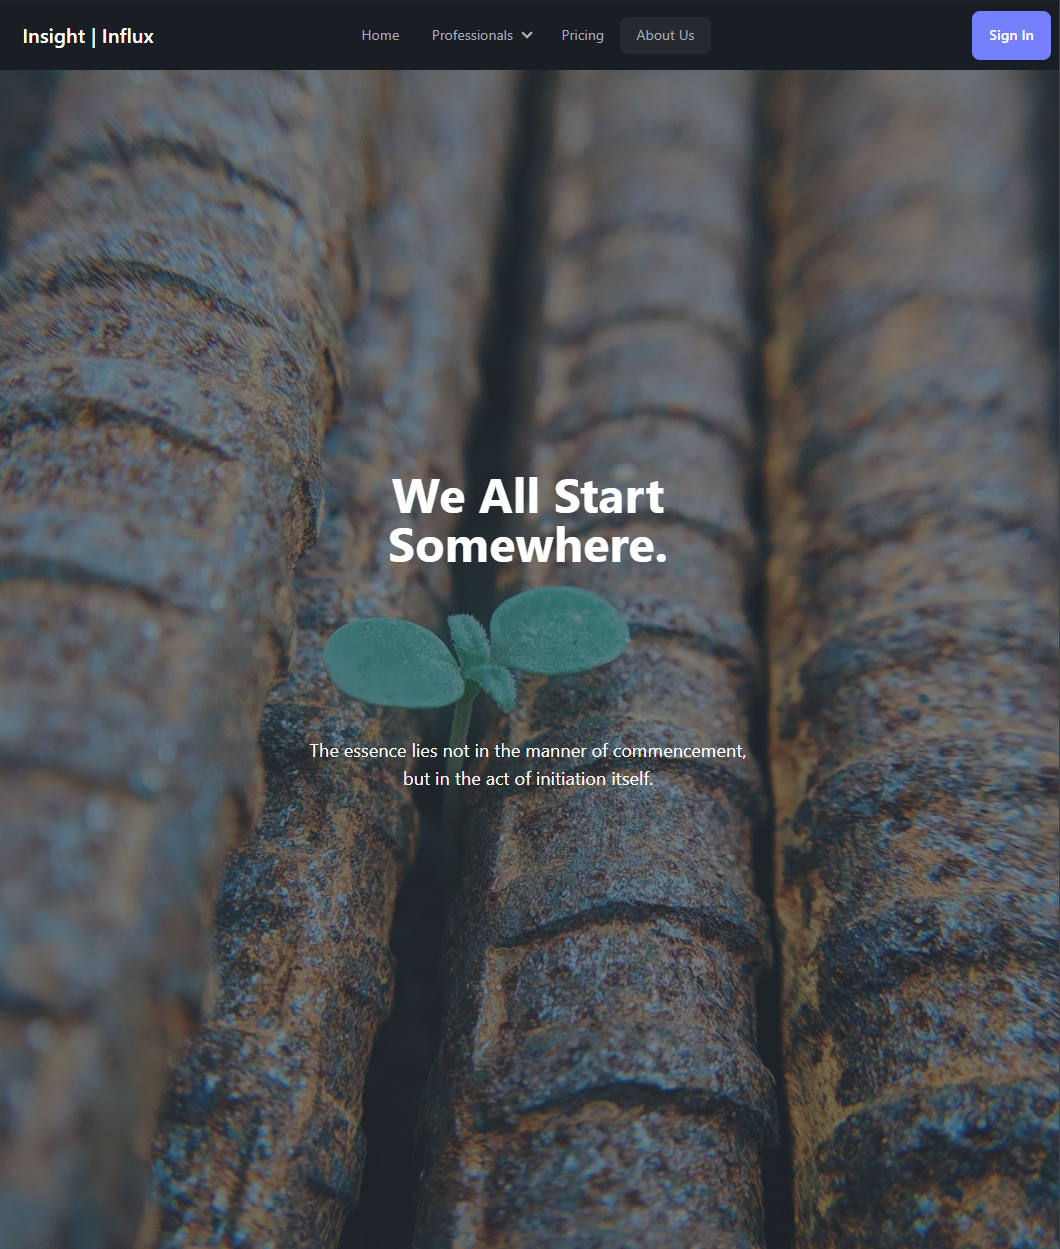 Insight | Influx
Home
Professionals
Pricing
About Us
Sign In
We All Start
Somewhere.
The essence lies not in the manner of commencement,
but in the act of initiation itself.